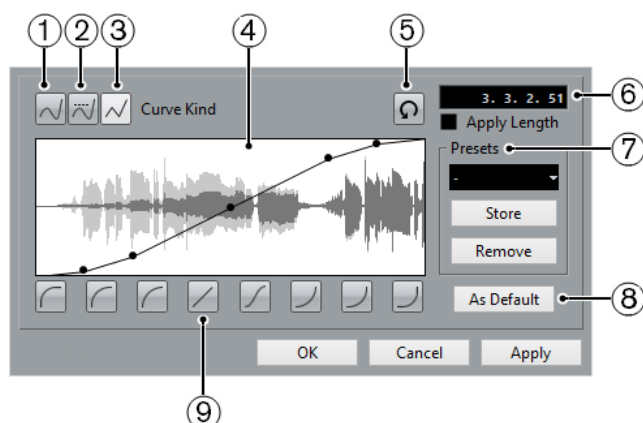 ① ② ③ ④ ⑤
Curve Kind
3. 3. 2. 51 ⑥
Apply Length
Presets ⑦
-
Store
Remove
As Default ⑧
OK Cancel Apply
⑨